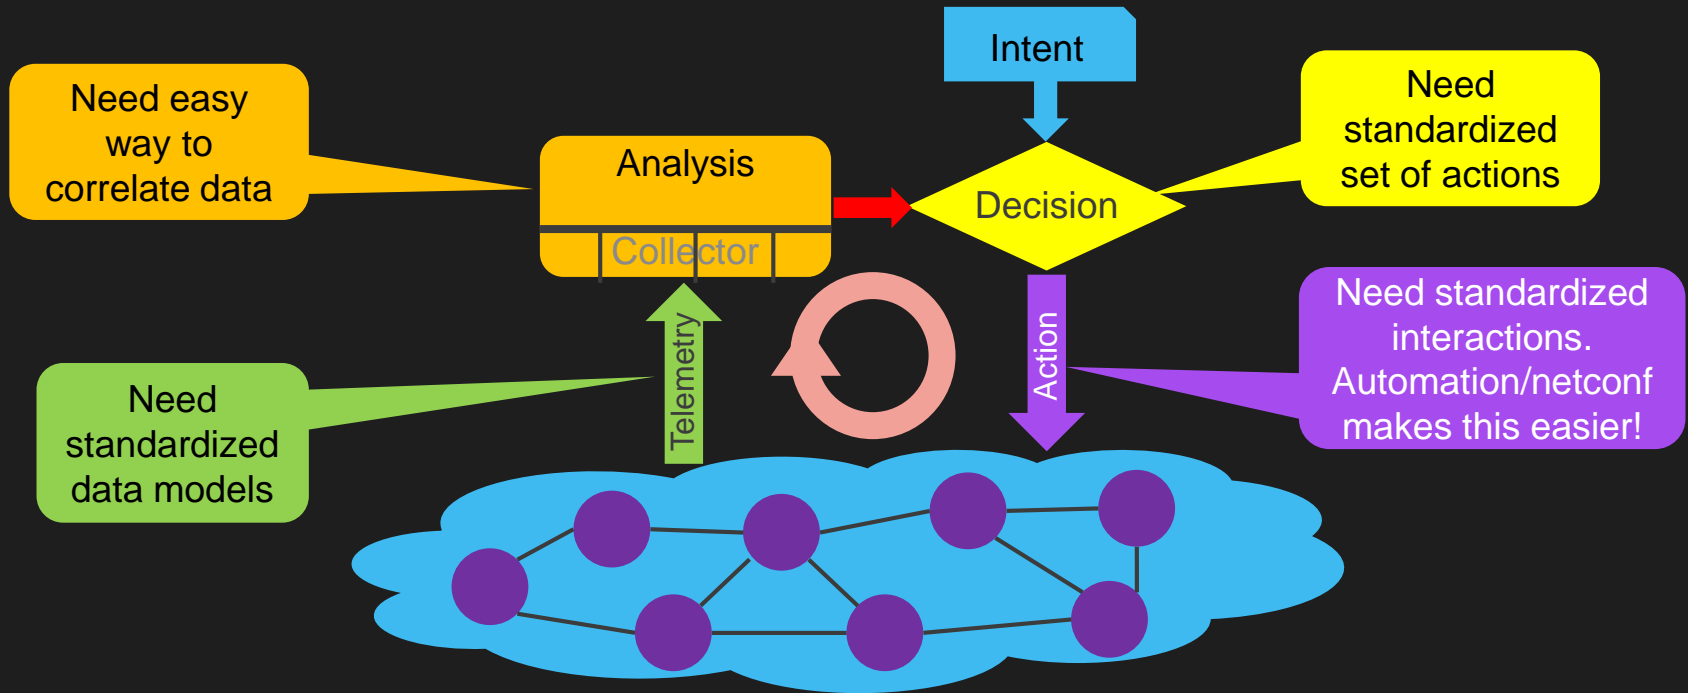 Intent
Need easy
way to
correlate data
Need
standardized
set of actions
Analysis
Decision
Collector
Need standardized
interactions.
Automation/netconf
makes this easier!
Telemetry
Action
Need
standardized
data models